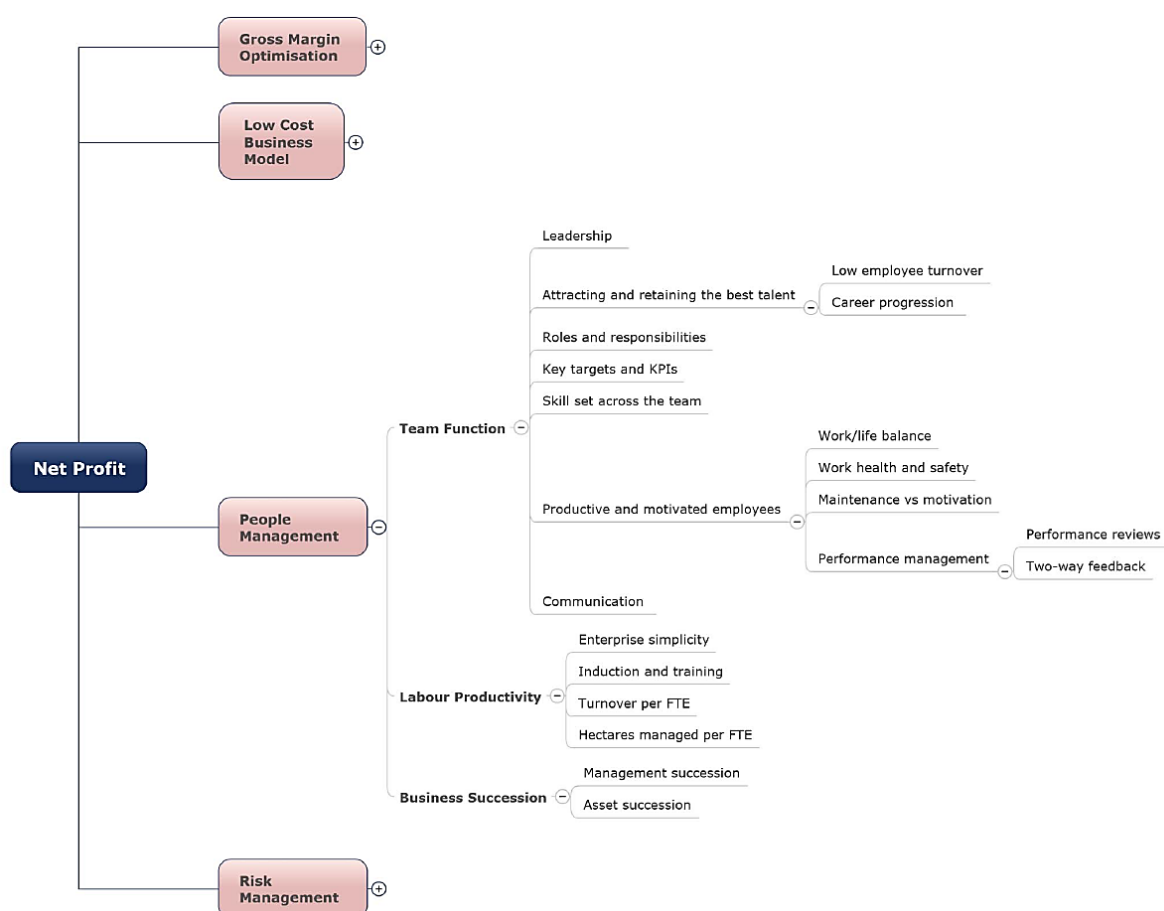 Gross Margin
Optimisation
Low Cost
Business
Model
Leadership
Low employee turnover
Attracting and retaining the best talent
Career progression
Roles and responsibilities
Key targets and KPIs
Skill set across the team
Team Function
Work/life balance
Net Profit
Work health and safety
Maintenance vs motivation
Productive and motivated employees
People
Management
Performance reviews
Performance management
Two-way feedback
Communication
Enterprise simplicity
Induction and training
Labour Productivity
Turnover per FTE
Hectares managed per FTE
Management succession
Business Succession
Asset succession
Risk
Management